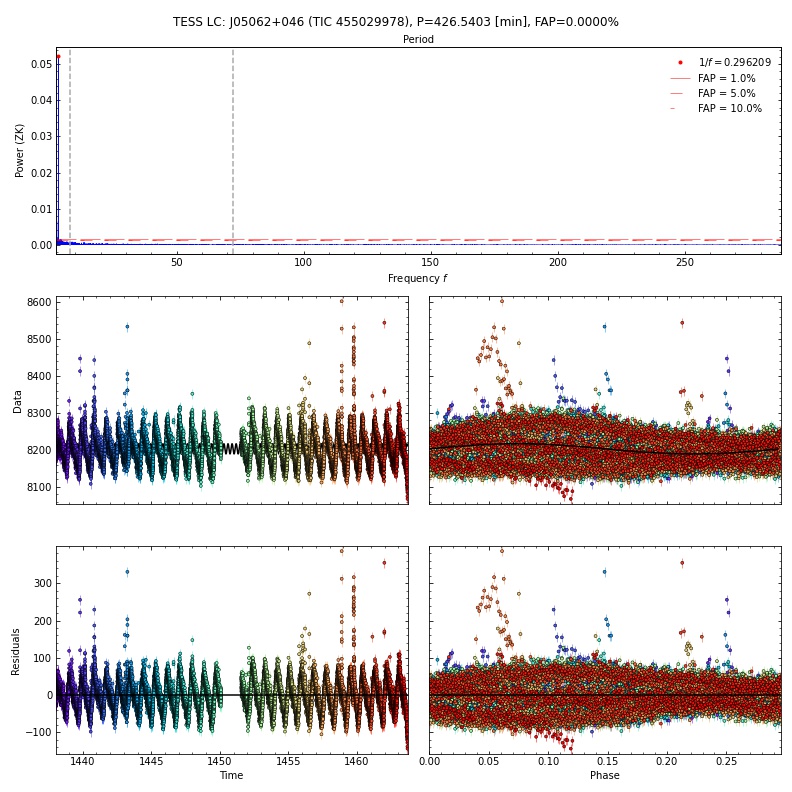 TESS LC: J05062+046 (TIC 455029978), P=426.5403 [min], FAP=0.0000%
Period
Power (ZK)
0.05
0.04
0.03
0.02
0.01
0.00
1/f = 0.296209
FAP = 1.0%
FAP = 5.0%
FAP = 10.0%
50 100 150 200 250
Frequency f
Data
8600
8500
8400
8300
8200
8100
Residuals
300
200
100
0
−100
1440 1445 1450 1455 1460
Time
0.00 0.05 0.10 0.15 0.20 0.25
Phase